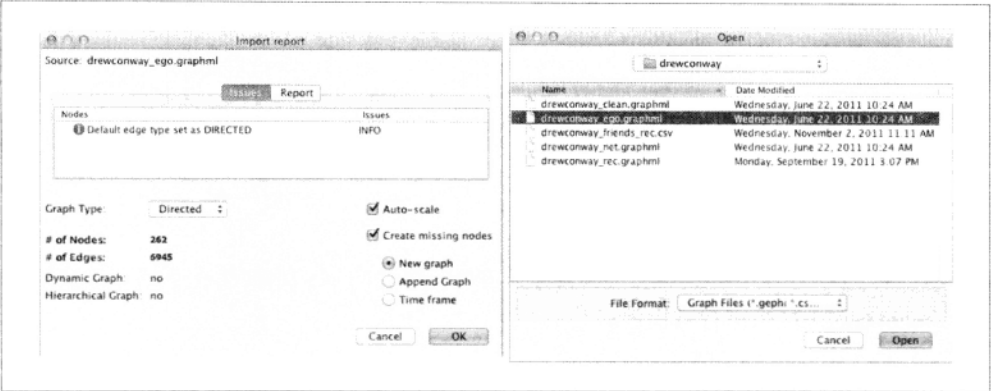 Import report
Source: drewconway_ego.graphml
Issues Report
Nodes Issues
Default edge type set as DIRECTED INFO
Graph Type: Directed
# of Nodes: 262
# of Edges: 6945
Dynamic Graph: no
Hierarchical Graph: no
Auto-scale
Create missing nodes
New graph
Append Graph
Time frame
Cancel OK
Open
drewconway
Name Date Modified
drewconway_clean.graphml Wednesday, June 22, 2011 10:24 AM
drewconway_ego.graphml Wednesday, June 22, 2011 10:24 AM
drewconway_friends_rec.csv Wednesday, November 2, 2011 11:11 AM
drewconway_net.graphml Wednesday, June 22, 2011 10:24 AM
drewconway_rec.graphml Monday, September 19, 2011 3:07 PM
File Format: Graph Files (*.gephi *.cs...
Cancel Open